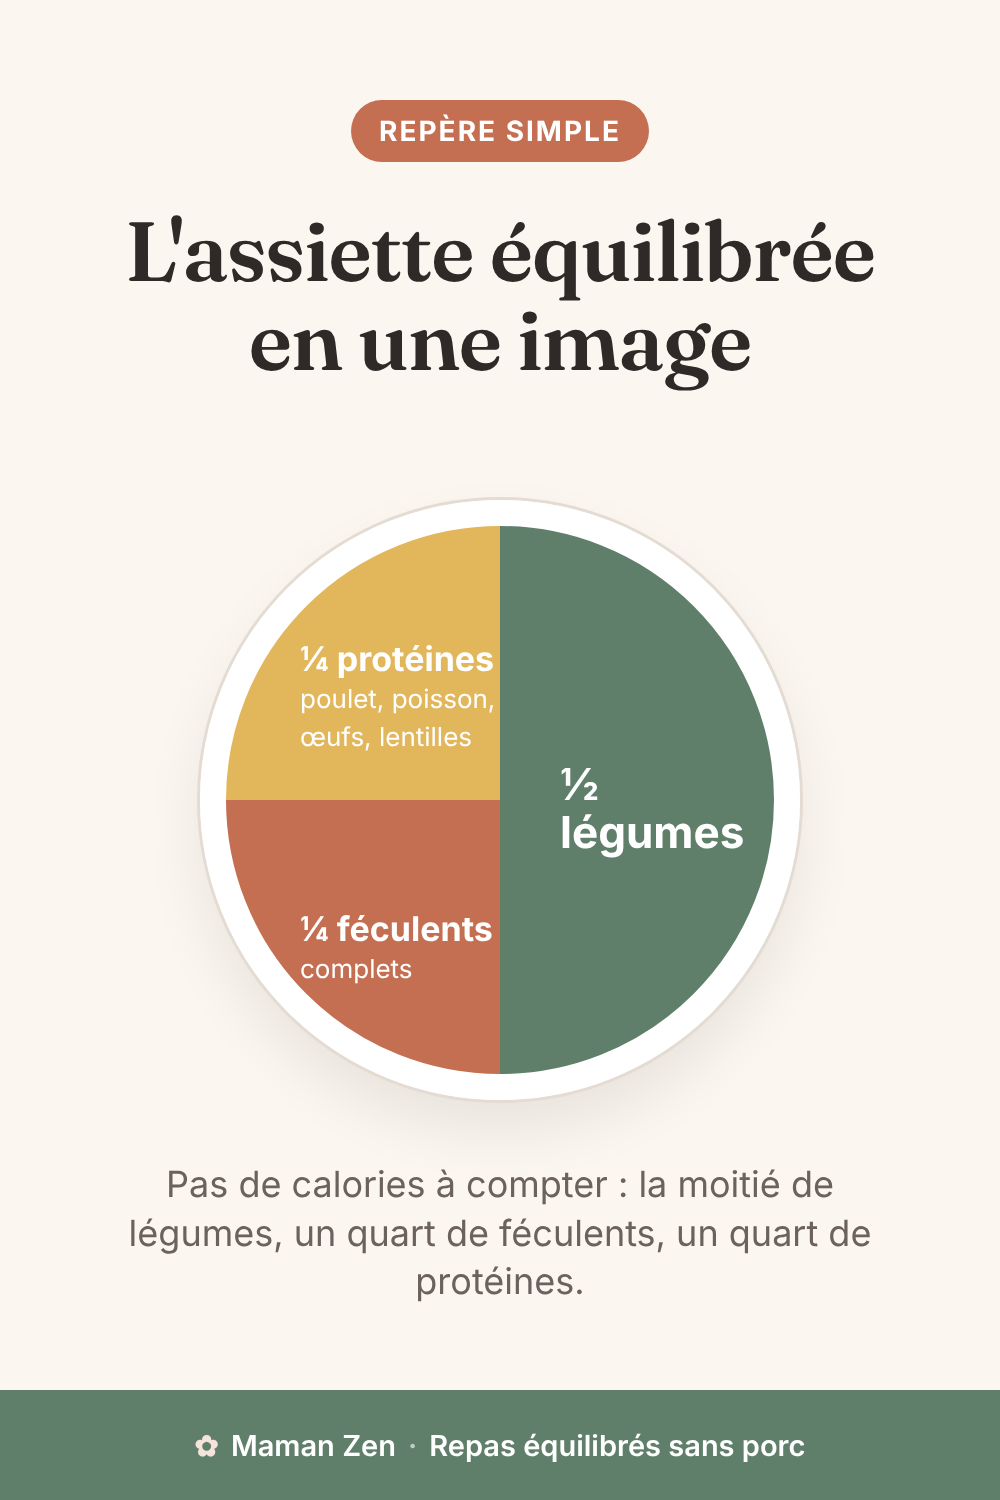 REPÈRE SIMPLE
L'assiette équilibrée
en une image
¼ protéines
poulet, poisson,
œufs, lentilles
½
légumes
¼ féculents
complets
Pas de calories à compter : la moitié de
légumes, un quart de féculents, un quart de
protéines.
✿ Maman Zen · Repas équilibrés sans porc